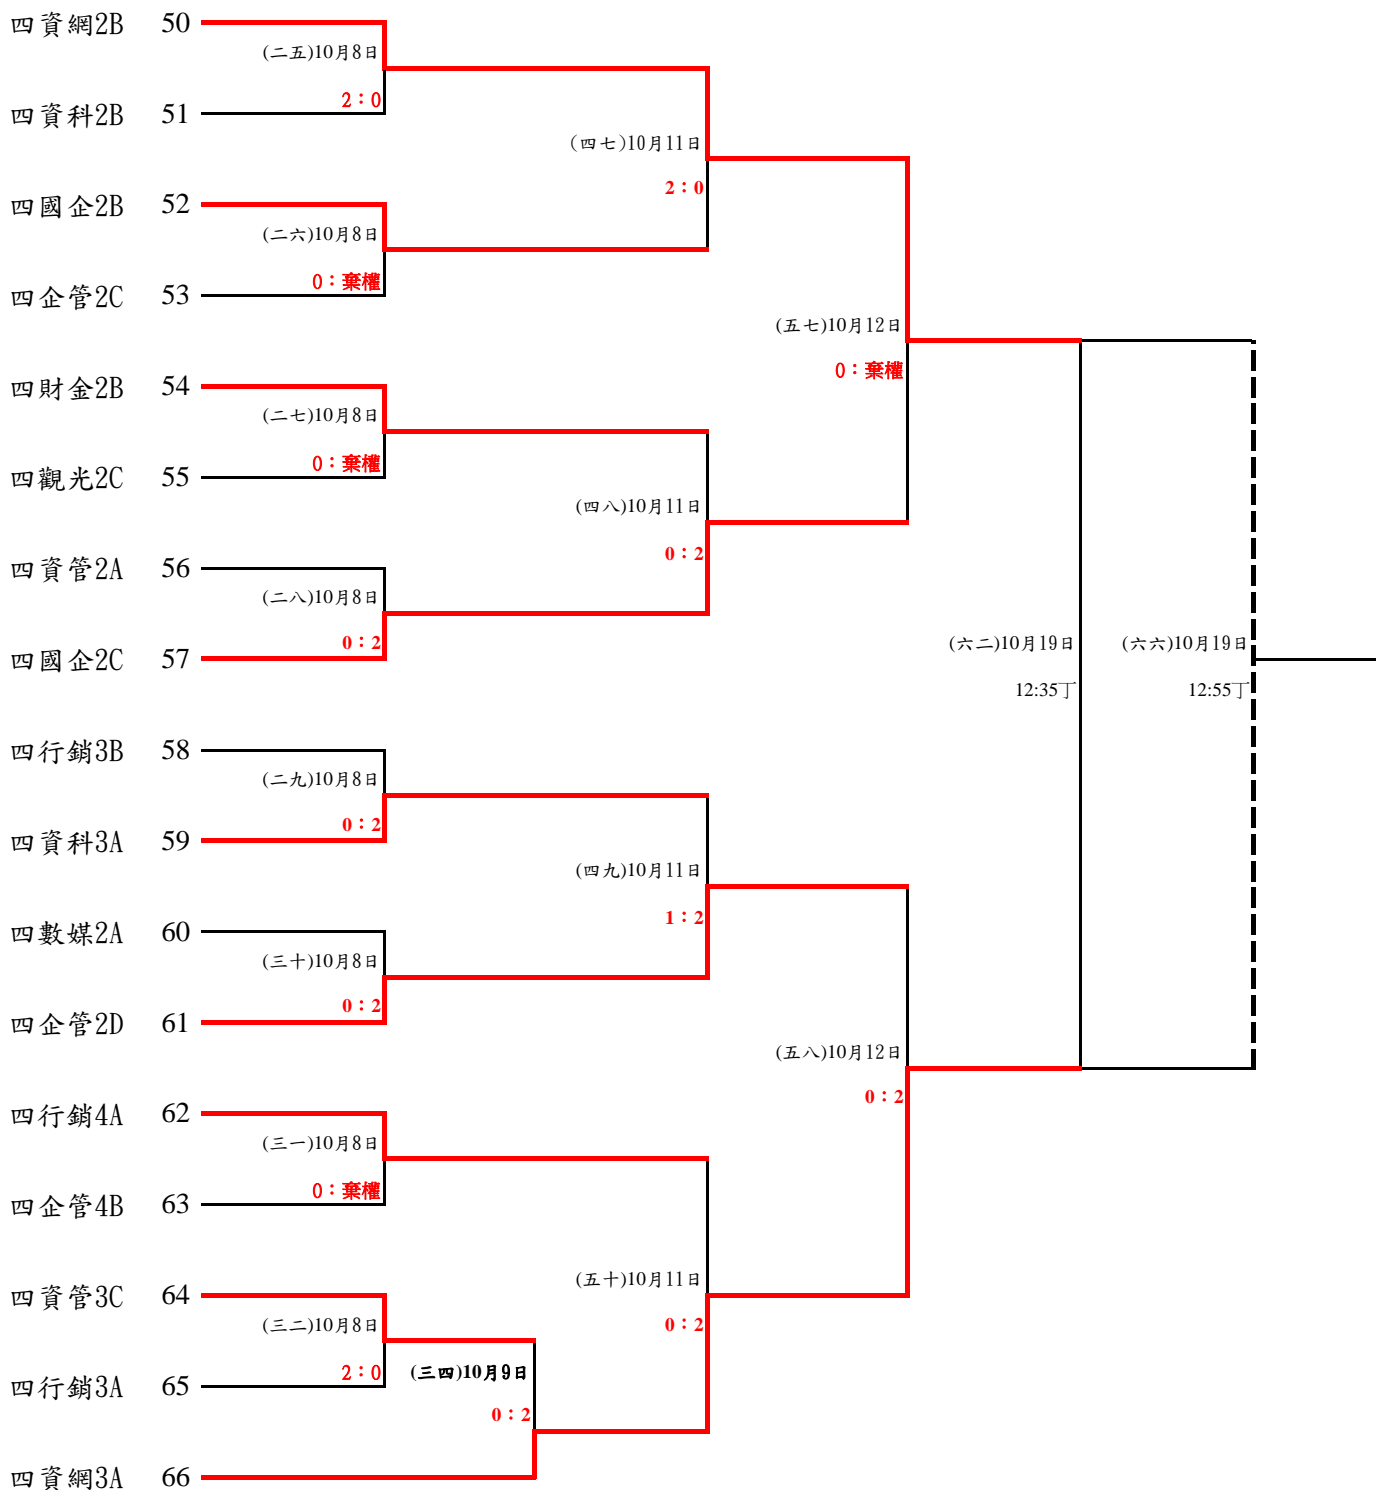 四資網2B 50
(二五)10月8日
2：0
四資科2B 51
(四七)10月11日
2：0
四國企2B 52
(二六)10月8日
0：棄權
四企管2C 53
(五七)10月12日
0：棄權
四財金2B 54
(二七)10月8日
0：棄權
四觀光2C 55
(四八)10月11日
0：2
四資管2A 56
(二八)10月8日
0：2
四國企2C 57
(六二)10月19日
12:35丁
(六六)10月19日
12:55丁
四行銷3B 58
(二九)10月8日
0：2
四資科3A 59
(四九)10月11日
1：2
四數媒2A 60
(三十)10月8日
0：2
四企管2D 61
(五八)10月12日
0：2
四行銷4A 62
(三一)10月8日
0：棄權
四企管4B 63
(五十)10月11日
0：2
四資管3C 64
(三二)10月8日
2：0
四行銷3A 65
(三四)10月9日
0：2
四資網3A 66